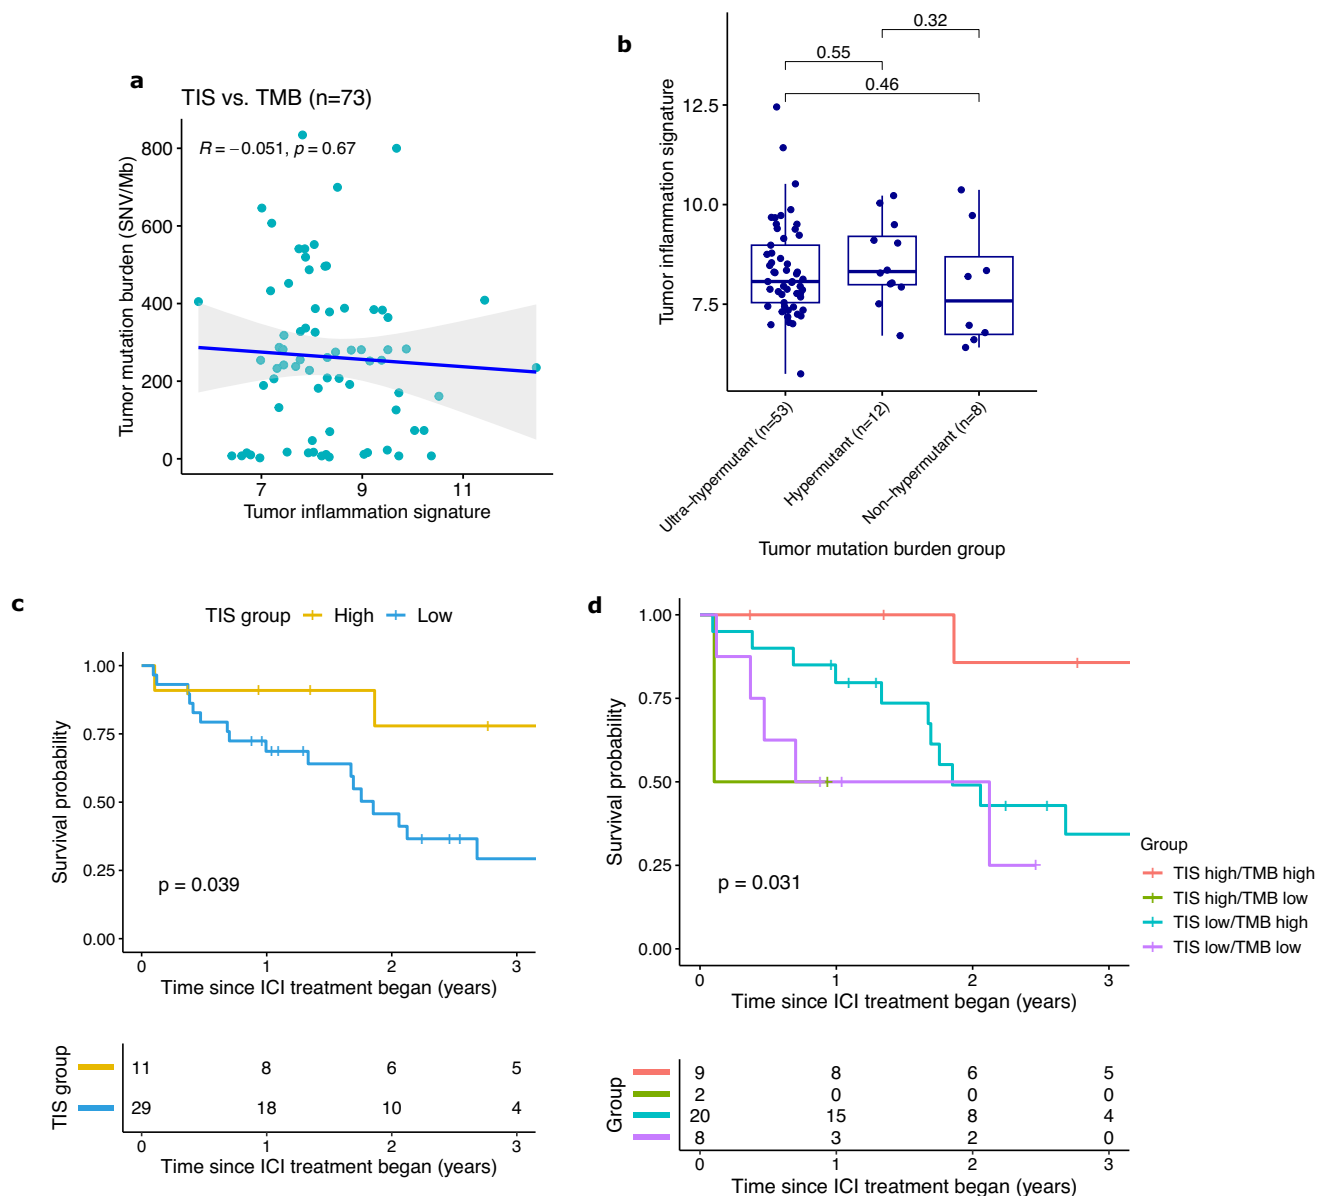 a
TIS vs. TMB (n=73)
R = −0.051, p = 0.67
Tumor mutation burden (SNV/Mb)
800
600
400
200
0
7 9 11
Tumor inflammation signature
b
0.32
0.55
0.46
Tumor inflammation signature
12.5
10.0
7.5
Ultra−hypermutant (n=53)
Hypermutant (n=12)
Non−hypermutant (n=8)
Tumor mutation burden group
c
TIS group High Low
Survival probability
1.00
0.75
0.50
0.25
0.00
p = 0.039
0 1 2 3
Time since ICI treatment began (years)
TIS group
11 8 6 5
29 18 10 4
0 1 2 3
Time since ICI treatment began (years)
d
Survival probability
1.00
0.75
0.50
0.25
0.00
p = 0.031
0 1 2 3
Time since ICI treatment began (years)
Group
TIS high/TMB high
TIS high/TMB low
TIS low/TMB high
TIS low/TMB low
Group
9 8 6 5
2 0 0 0
20 15 8 4
8 3 2 0
0 1 2 3
Time since ICI treatment began (years)